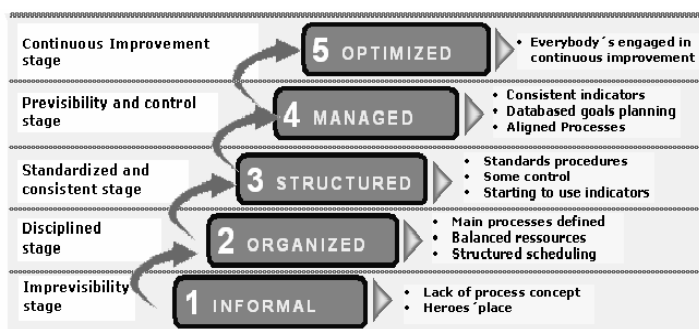 Continuous Improvement
stage
5 OPTIMIZED
• Everybody´s engaged in
continuous improvement
Previsibility and control
stage
4 MANAGED
• Consistent indicators
• Databased goals planning
• Aligned Processes
Standardized and
consistent stage
3 STRUCTURED
• Standards procedures
• Some control
• Starting to use indicators
Disciplined
stage
2 ORGANIZED
• Main processes defined
• Balanced ressources
• Structured scheduling
Imprevisibility
stage
1 INFORMAL
• Lack of process concept
• Heroes´place